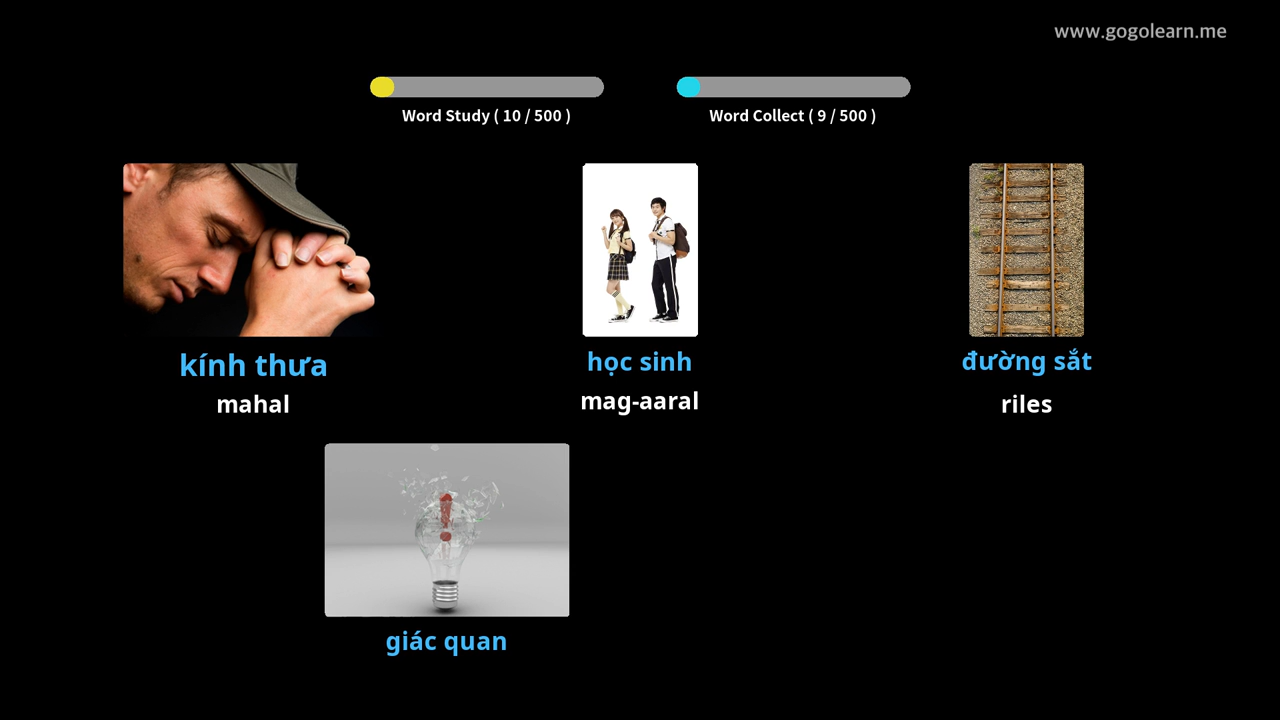 www.gogolearn.me
Word Study ( 10 / 500 )
Word Collect ( 9 / 500 )
kính thưa
mahal
học sinh
mag-aaral
đường sắt
riles
giác quan